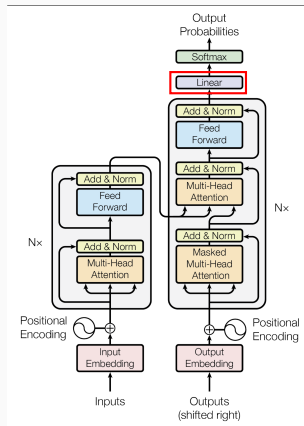 Output
Probabilities
Softmax
Linear
Add & Norm
Feed
Forward
Add & Norm
Multi-Head
Attention
Add & Norm
Masked
Multi-Head
Attention
N×
Positional
Encoding
Output
Embedding
Outputs
(shifted right)
Add & Norm
Feed
Forward
Add & Norm
Multi-Head
Attention
N×
Positional
Encoding
Input
Embedding
Inputs